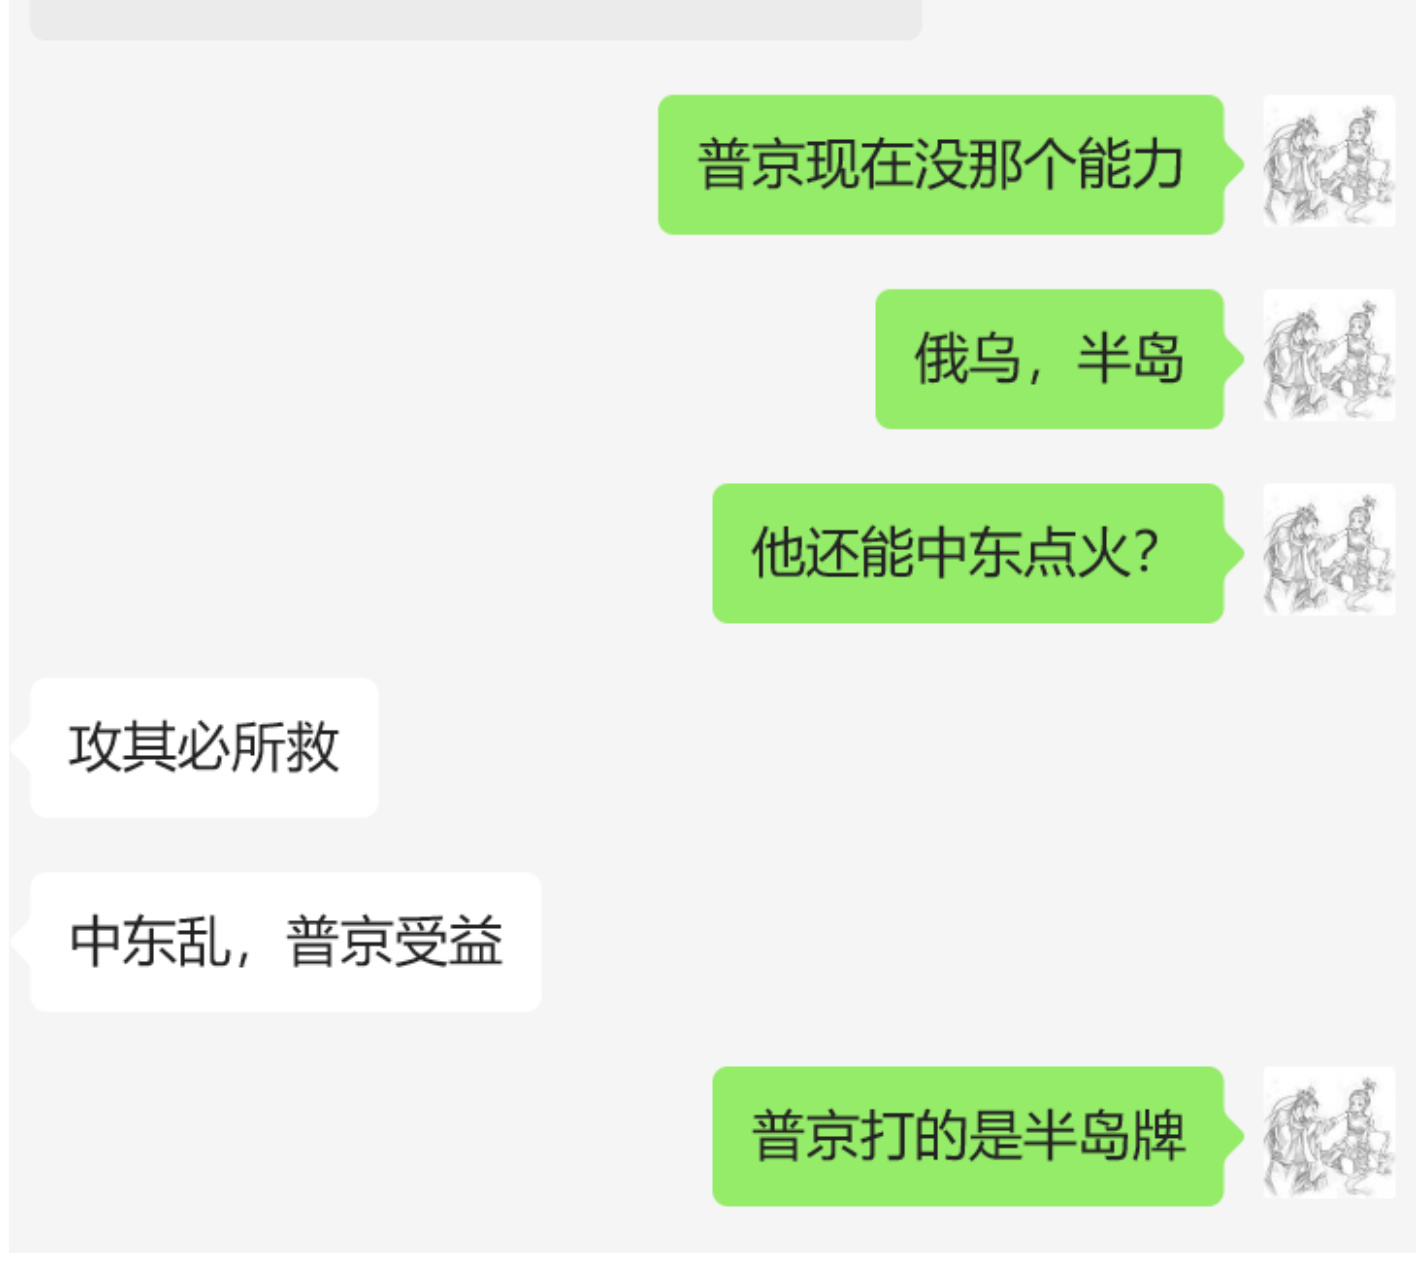 普京现在没那个能力
俄乌，半岛
他还能中东点火？
攻其必所救
中东乱，普京受益
普京打的是半岛牌